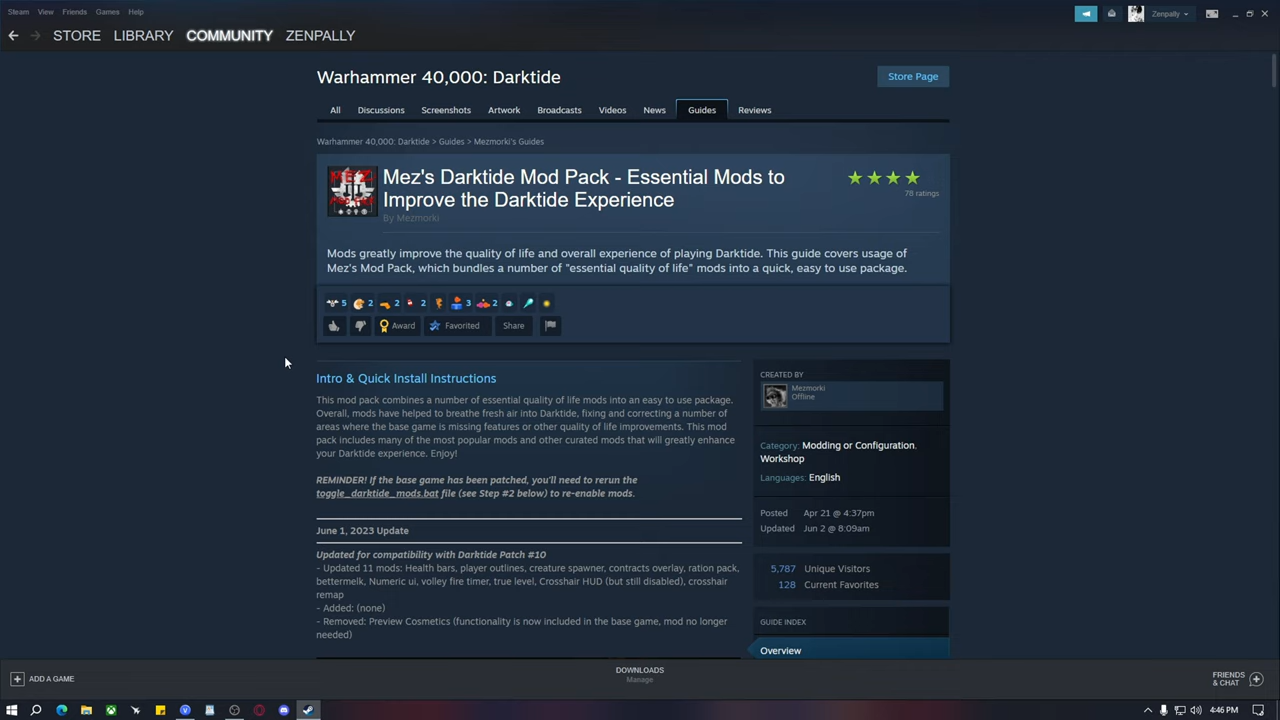 Steam View Friends Games Help
Zenpally
STORE LIBRARY COMMUNITY ZENPALLY
Warhammer 40,000: Darktide
Store Page
All Discussions Screenshots Artwork Broadcasts Videos News Guides Reviews
Warhammer 40,000: Darktide > Guides > Mezmorki's Guides
Mez's Darktide Mod Pack - Essential Mods to
Improve the Darktide Experience
78 ratings
By Mezmorki
Mods greatly improve the quality of life and overall experience of playing Darktide. This guide covers usage of
Mez's Mod Pack, which bundles a number of "essential quality of life" mods into a quick, easy to use package.
5 2 2 2 3 2
Award Favorited Share
Intro & Quick Install Instructions
This mod pack combines a number of essential quality of life mods into an easy to use package.
Overall, mods have helped to breathe fresh air into Darktide, fixing and correcting a number of
areas where the base game is missing features or other quality of life improvements. This mod
pack includes many of the most popular mods and other curated mods that will greatly enhance
your Darktide experience. Enjoy!
REMINDER! If the base game has been patched, you'll need to rerun the
toggle_darktide_mods.bat file (see Step #2 below) to re-enable mods.
June 1, 2023 Update
Updated for compatibility with Darktide Patch #10
- Updated 11 mods: Health bars, player outlines, creature spawner, contracts overlay, ration pack,
bettermelk, Numeric ui, volley fire timer, true level, Crosshair HUD (but still disabled), crosshair
remap
- Added: (none)
- Removed: Preview Cosmetics (functionality is now included in the base game, mod no longer
needed)
CREATED BY
Mezmorki
Offline
Category: Modding or Configuration,
Workshop
Languages: English
Posted Apr 21 @ 4:37pm
Updated Jun 2 @ 8:09am
5,787 Unique Visitors
128 Current Favorites
GUIDE INDEX
Overview
ADD A GAME
DOWNLOADS
Manage
FRIENDS
& CHAT
4:46 PM